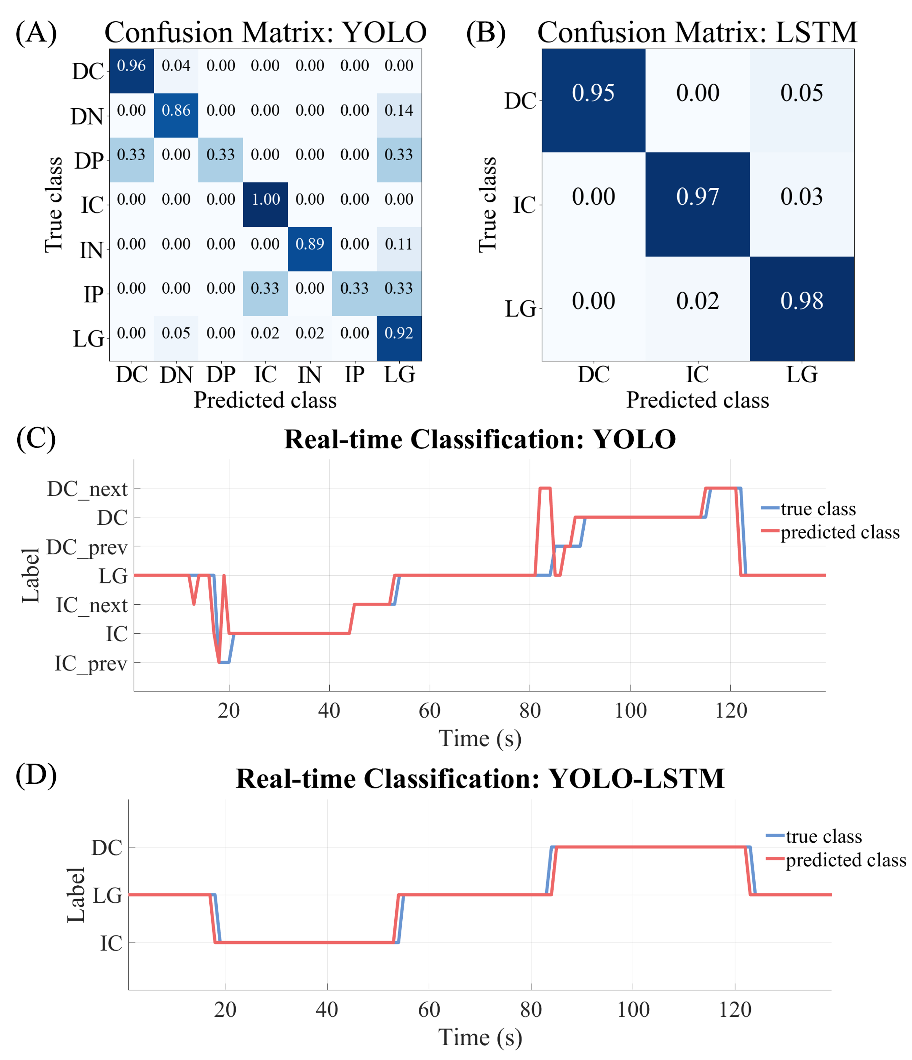 (A) Confusion Matrix: YOLO
DC 0.96 0.04 0.00 0.00 0.00 0.00 0.00
DN 0.00 0.86 0.00 0.00 0.00 0.00 0.14
DP 0.33 0.00 0.33 0.00 0.00 0.00 0.33
IC 0.00 0.00 0.00 1.00 0.00 0.00 0.00
IN 0.00 0.00 0.00 0.00 0.89 0.00 0.11
IP 0.00 0.00 0.00 0.33 0.00 0.33 0.33
LG 0.00 0.05 0.00 0.02 0.02 0.00 0.92
True class
DC DN DP IC IN IP LG
Predicted class
(B) Confusion Matrix: LSTM
DC 0.95 0.00 0.05
IC 0.00 0.97 0.03
LG 0.00 0.02 0.98
True class
DC IC LG
Predicted class
(C) Real-time Classification: YOLO
DC_next
DC
DC_prev
LG
IC_next
IC
IC_prev
Label
true class
predicted class
20 40 60 80 100 120
Time (s)
(D) Real-time Classification: YOLO-LSTM
DC
LG
IC
Label
true class
predicted class
20 40 60 80 100 120
Time (s)